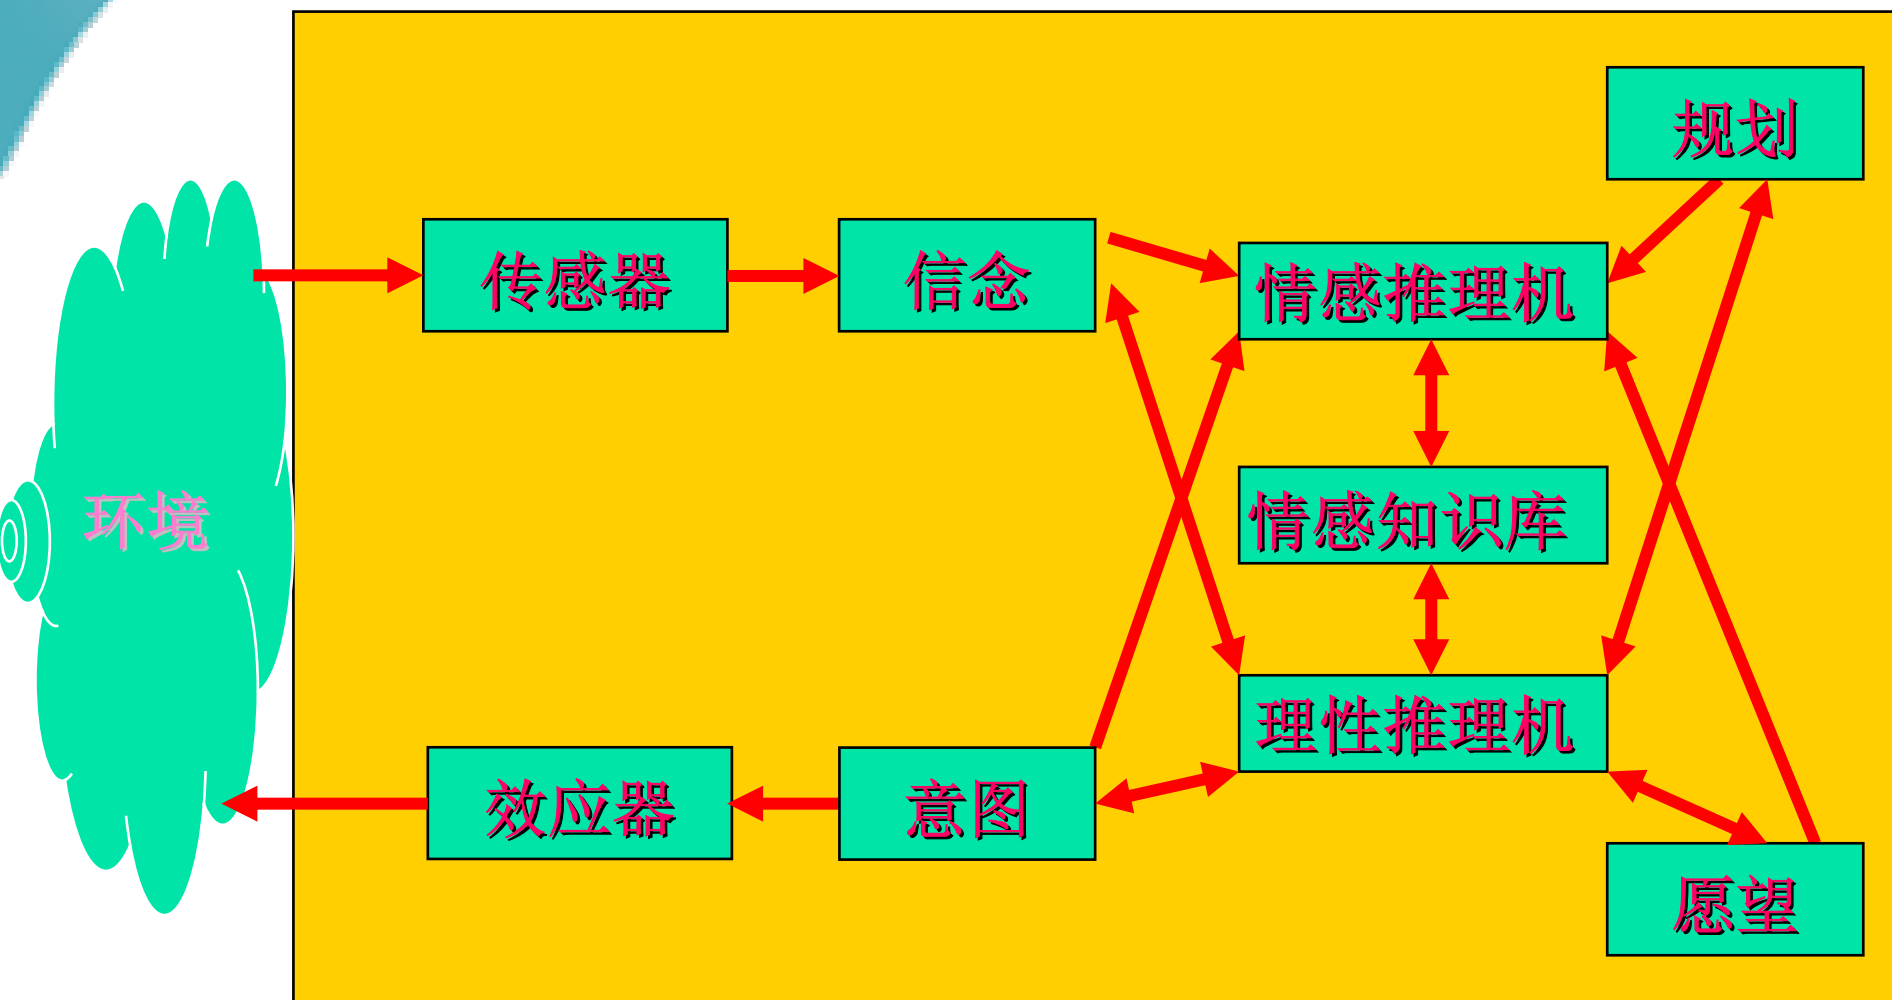 规划
传感器
信念
情感推理机
环境
情感知识库
理性推理机
效应器
意图
愿望